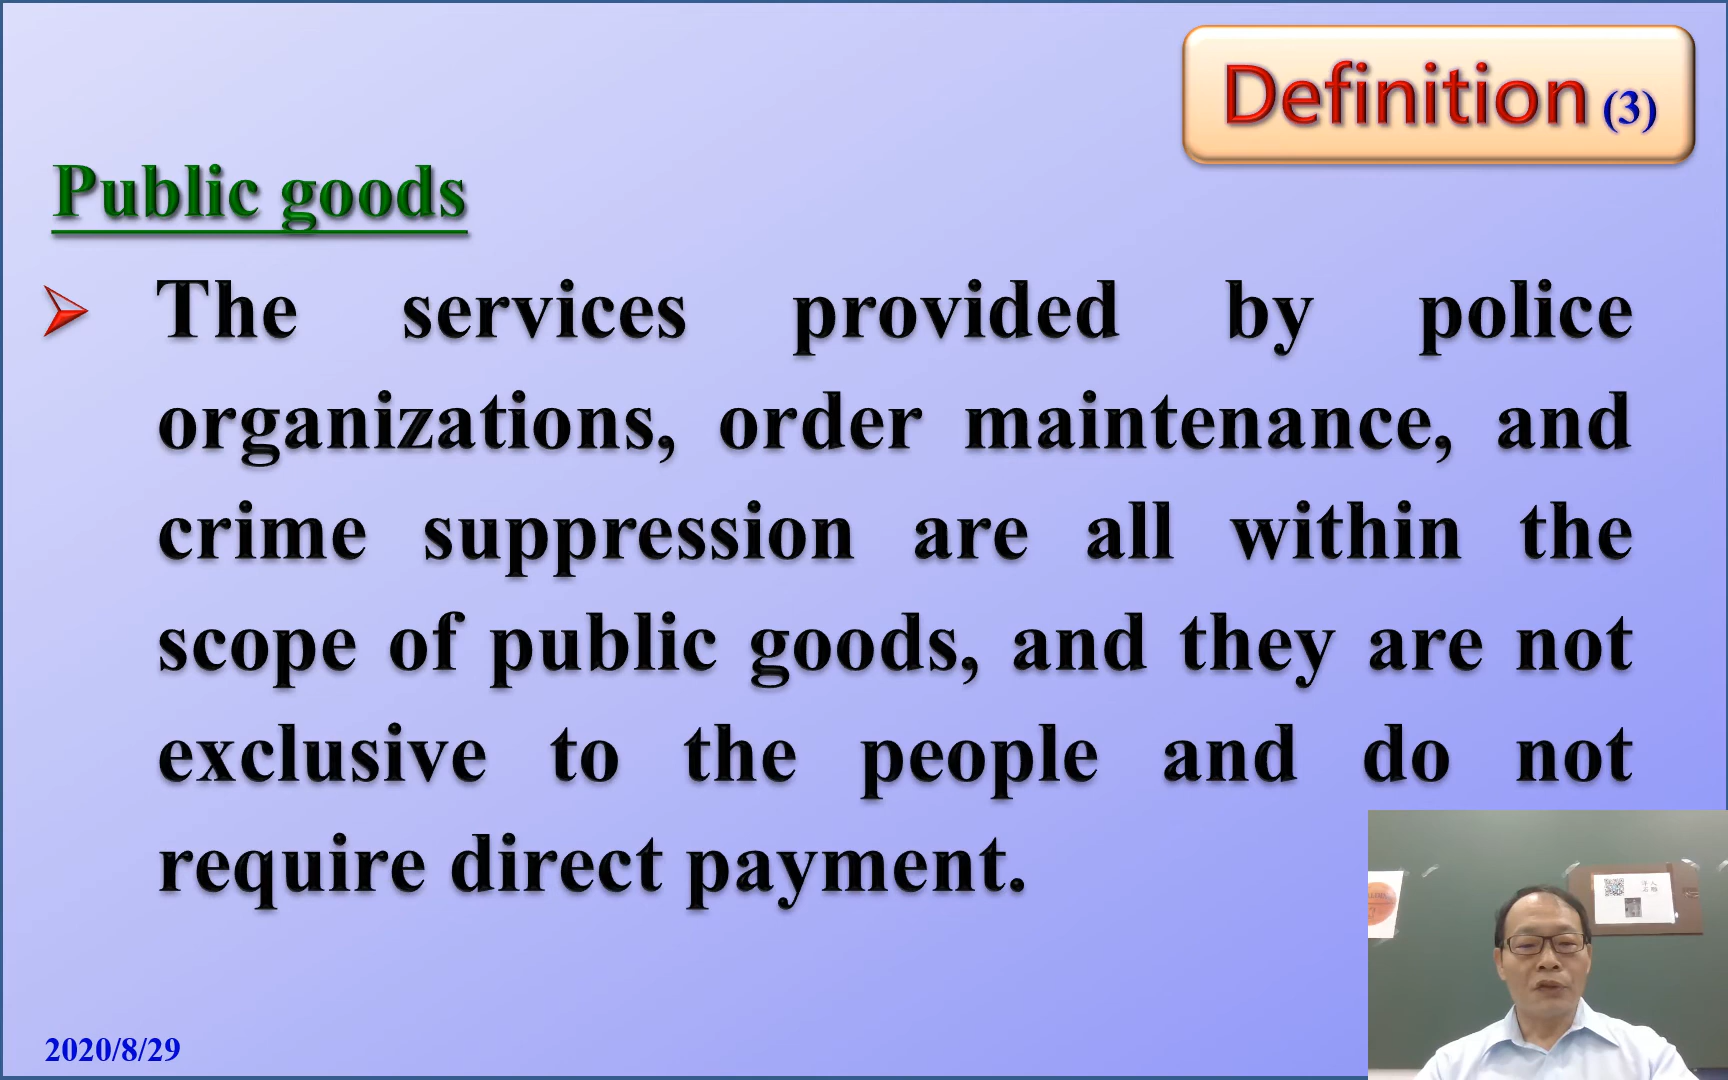 Definition (3)
Public goods
The services provided by police
organizations, order maintenance, and
crime suppression are all within the
scope of public goods, and they are not
exclusive to the people and do not
require direct payment.
2020/8/29